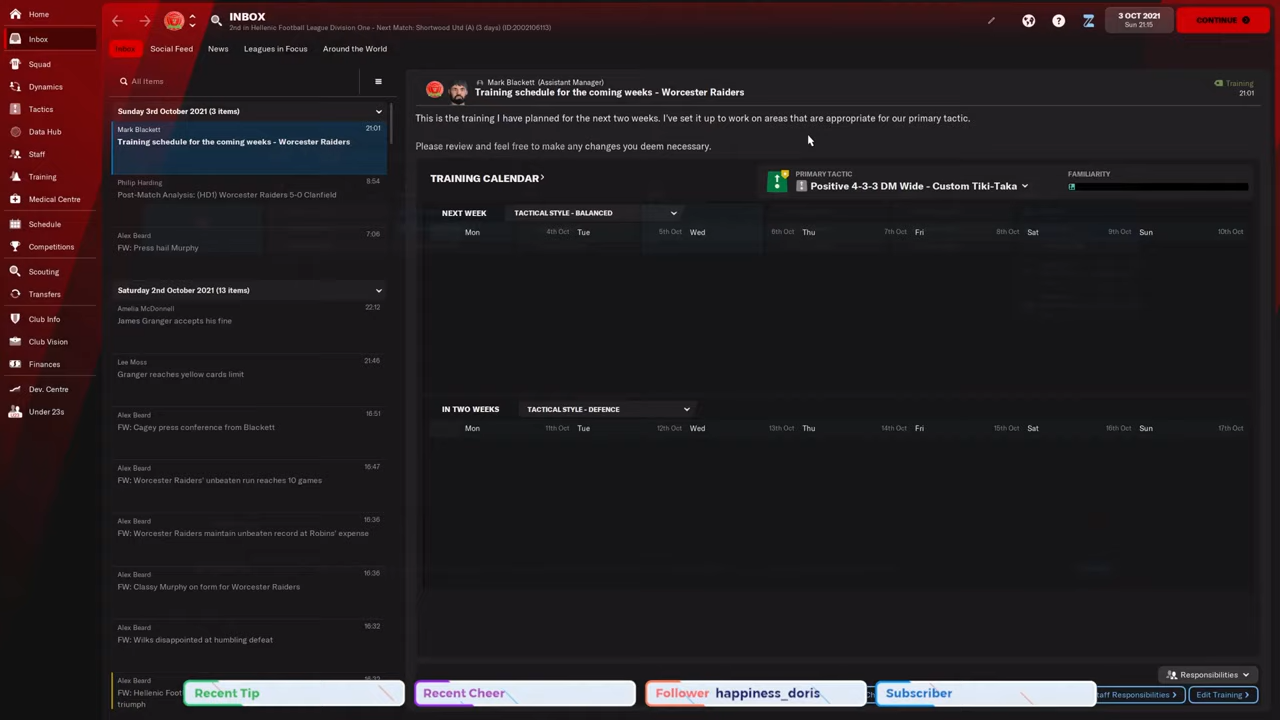 Home
Inbox
Squad
Dynamics
Tactics
Data Hub
Staff
Training
Medical Centre
Schedule
Competitions
Scouting
Transfers
Club Info
Club Vision
Finances
Dev. Centre
Under 23s
INBOX
2nd in Hellenic Football League Division One - Next Match: Shortwood Utd (A) (3 days) (ID:2002106113)
3 OCT 2021
Sun 21:15
CONTINUE
Inbox
Social Feed
News
Leagues in Focus
Around the World
All Items
Sunday 3rd October 2021 (3 items)
Mark Blackett 21:01
Training schedule for the coming weeks - Worcester Raiders
Philip Harding 8:54
Post-Match Analysis: (HD1) Worcester Raiders 5-0 Clanfield
Alex Beard 7:06
FW: Press hail Murphy
Saturday 2nd October 2021 (13 items)
Amelia McDonnell 22:12
James Granger accepts his fine
Lee Moss 21:46
Granger reaches yellow cards limit
Alex Beard 16:51
FW: Cagey press conference from Blackett
Alex Beard 16:47
FW: Worcester Raiders' unbeaten run reaches 10 games
Alex Beard 16:36
FW: Worcester Raiders maintain unbeaten record at Robins' expense
Alex Beard 16:36
FW: Classy Murphy on form for Worcester Raiders
Alex Beard 16:32
FW: Wilks disappointed at humbling defeat
Alex Beard 16:32
FW: Hellenic Foot
triumph
Mark Blackett (Assistant Manager)
Training schedule for the coming weeks - Worcester Raiders
Training
21:01
This is the training I have planned for the next two weeks. I've set it up to work on areas that are appropriate for our primary tactic.
Please review and feel free to make any changes you deem necessary.
TRAINING CALENDAR
PRIMARY TACTIC
Positive 4-3-3 DM Wide - Custom Tiki-Taka
FAMILIARITY
NEXT WEEK TACTICAL STYLE - BALANCED
Mon 4th Oct Tue 5th Oct Wed 6th Oct Thu 7th Oct Fri 8th Oct Sat 9th Oct Sun 10th Oct
IN TWO WEEKS TACTICAL STYLE - DEFENCE
Mon 11th Oct Tue 12th Oct Wed 13th Oct Thu 14th Oct Fri 15th Oct Sat 16th Oct Sun 17th Oct
Responsibilities
taff Responsibilities
Edit Training
Recent Tip
Recent Cheer
Follower happiness_doris
Subscriber